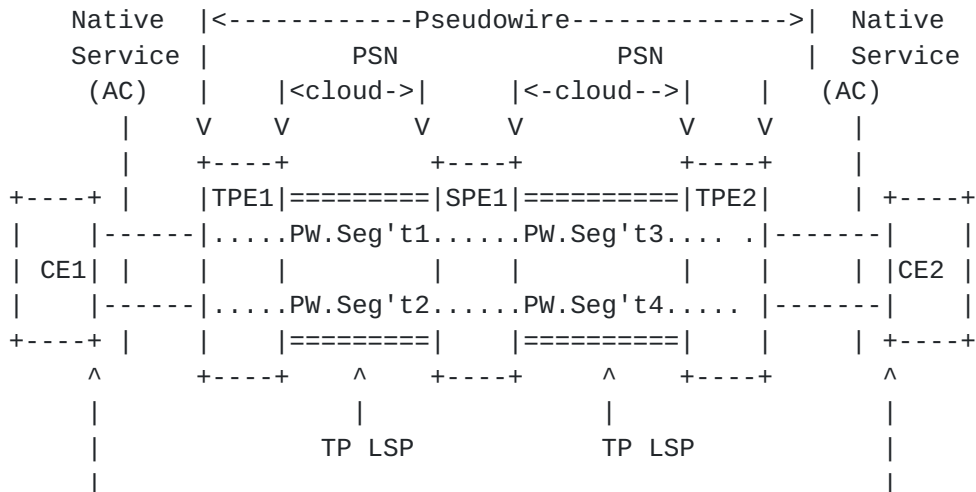 Native |<------------Pseudowire-------------->| Native
Service | PSN PSN | Service
(AC) | |<cloud->| |<-cloud-->| | (AC)
| V V V V V V |
| +----+ +----+ +----+ |
+----+ | |TPE1|=========|SPE1|==========|TPE2| | +----+
| |------|.....PW.Seg't1......PW.Seg't3.... .|-------| |
| CE1| | | | | | | | | |CE2 |
| |------|.....PW.Seg't2......PW.Seg't4..... |-------| |
+----+ | | |=========| |==========| | | +----+
^ +----+ ^ +----+ ^ +----+ ^
| | | |
| TP LSP TP LSP |
| |